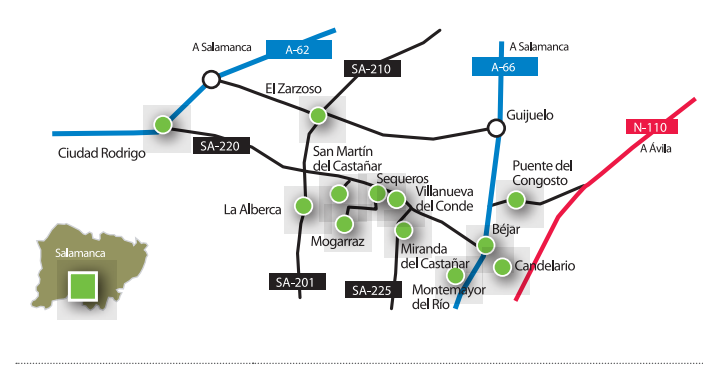 A Salamanca
A-62
A Salamanca
SA-210
A-66
El Zarzoso
Guijuelo
N-110
A Ávila
Ciudad Rodrigo
SA-220
San Martín
del Castañar
Sequeros
Puente del
Congosto
Villanueva
del Conde
La Alberca
Mogarraz
Béjar
Miranda
del Castañar
Candelario
Salamanca
SA-201
SA-225
Montemayor
del Río